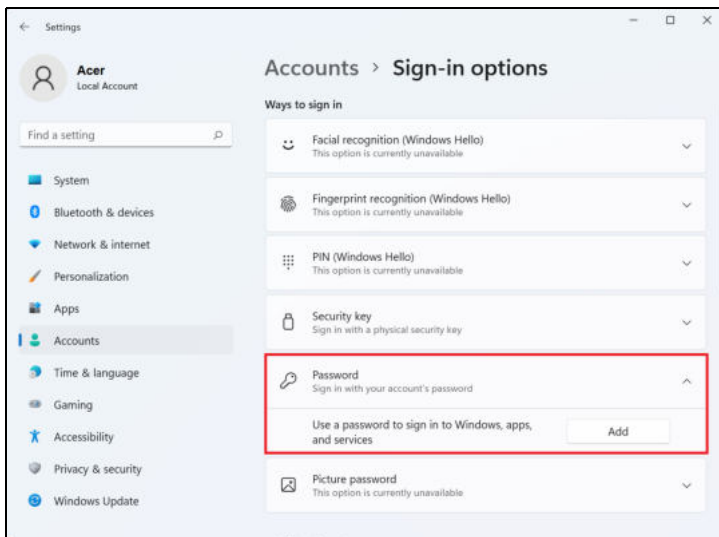 Settings
Acer
Local Account
Find a setting
System
Bluetooth & devices
Network & internet
Personalization
Apps
Accounts
Time & language
Gaming
Accessibility
Privacy & security
Windows Update
Accounts > Sign-in options
Ways to sign in
Facial recognition (Windows Hello)
This option is currently unavailable
Fingerprint recognition (Windows Hello)
This option is currently unavailable
PIN (Windows Hello)
This option is currently unavailable
Security key
Sign in with a physical security key
Password
Sign in with your account's password
Use a password to sign in to Windows, apps,
and services
Add
Picture password
This option is currently unavailable